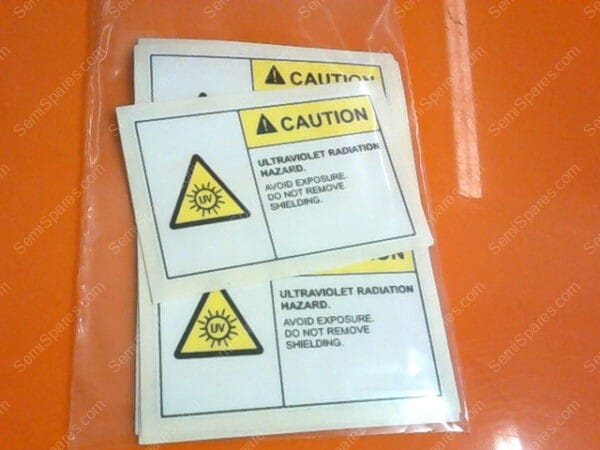 CAUTION
CAUTION
ULTRAVIOLET RADIATION
HAZARD.
AVOID EXPOSURE.
DO NOT REMOVE
SHIELDING.
UV
ION
ULTRAVIOLET RADIATION
HAZARD.
AVOID EXPOSURE.
DO NOT REMOVE
SHIELDING.
UV
SemiSpares.com